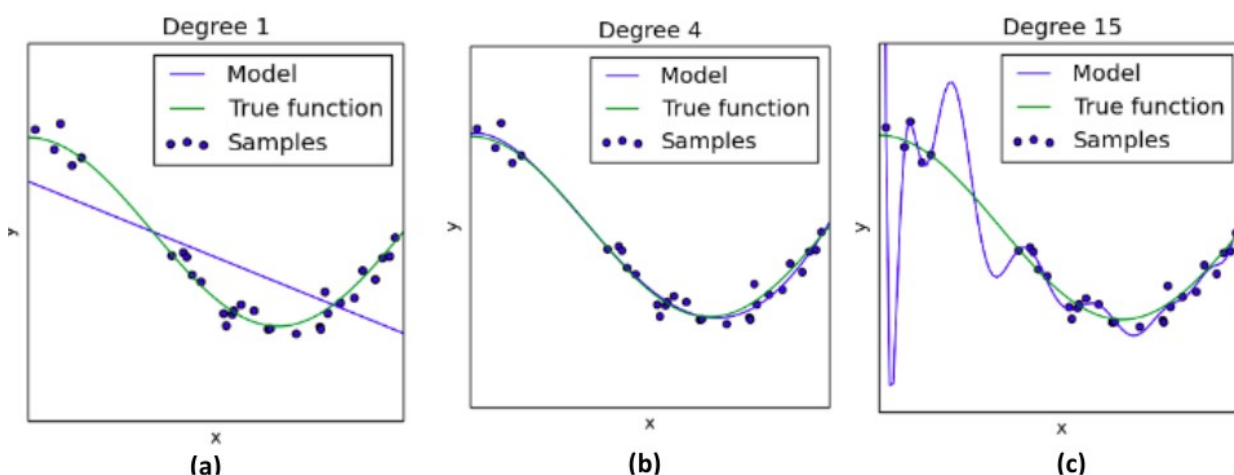 Degree 1
Model
True function
Samples
y
x
(a)
Degree 4
Model
True function
Samples
y
x
(b)
Degree 15
Model
True function
Samples
y
x
(c)